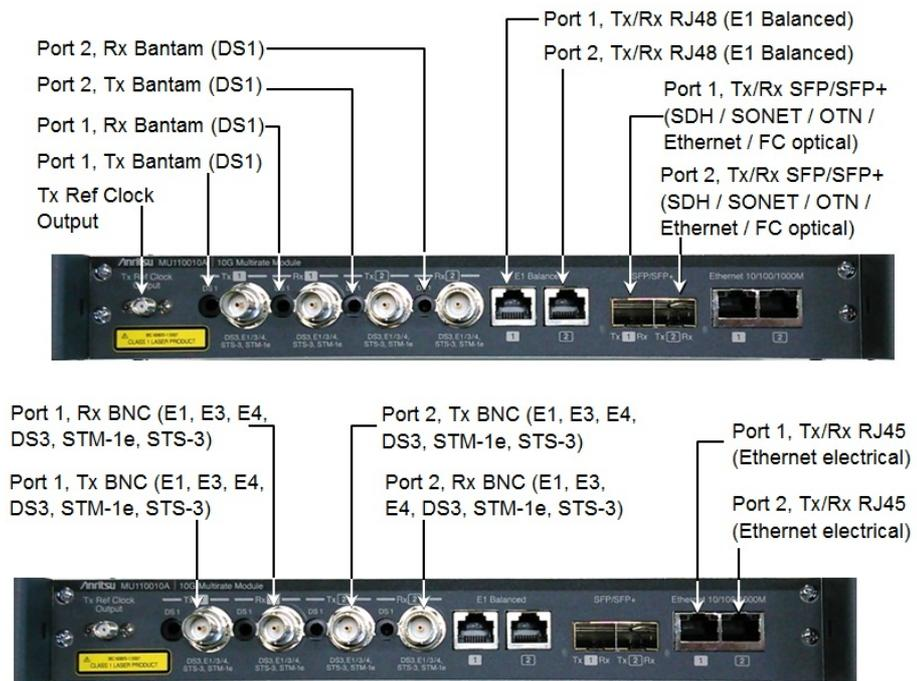 Port 1, Tx/Rx RJ48 (E1 Balanced)
Port 2, Rx Bantam (DS1)
Port 2, Tx/Rx RJ48 (E1 Balanced)
Port 2, Tx Bantam (DS1)
Port 1, Tx/Rx SFP/SFP+
(SDH / SONET / OTN /
Ethernet / FC optical)
Port 1, Rx Bantam (DS1)
Port 1, Tx Bantam (DS1)
Port 2, Tx/Rx SFP/SFP+
(SDH / SONET / OTN /
Ethernet / FC optical)
Tx Ref Clock
Output
Anritsu MU110010A | 10G Multirate Module
Tx Ref Clock
Output
DS1
Tx 1
Rx 1
Tx 2
Rx 2
E1 Balanced
SFP/SFP+
Ethernet 10/100/1000M
CLASS 1 LASER PRODUCT
DS3, E1/3/4, DS3, E1/3/4, DS3, E1/3/4, DS3, E1/3/4,
STS-3, STM-1e STS-3, STM-1e STS-3, STM-1e STS-3, STM-1e
1 2
Tx 1 Rx Tx 2 Rx
1 2
Port 1, Rx BNC (E1, E3, E4,
DS3, STM-1e, STS-3)
Port 2, Tx BNC (E1, E3, E4,
DS3, STM-1e, STS-3)
Port 1, Tx/Rx RJ45
(Ethernet electrical)
Port 1, Tx BNC (E1, E3, E4,
DS3, STM-1e, STS-3)
Port 2, Rx BNC (E1, E3,
E4, DS3, STM-1e, STS-3)
Port 2, Tx/Rx RJ45
(Ethernet electrical)
Anritsu MU110010A | 10G Multirate Module
Tx Ref Clock
Output
DS1 DS1 DS1 DS1
Rx
Rx 2
E1 Balanced
SFP/SFP+
Ethernet 10/100/1000M
CLASS 1 LASER PRODUCT
DS3, E1/3/4, DS3, E1/3/4, DS3, E1/3/4, DS3, E1/3/4,
STS-3, STM-1e STS-3, STM-1e STS-3, STM-1e STS-3, STM-1e
1 2
Tx 1 Rx Tx 2 Rx
1 2